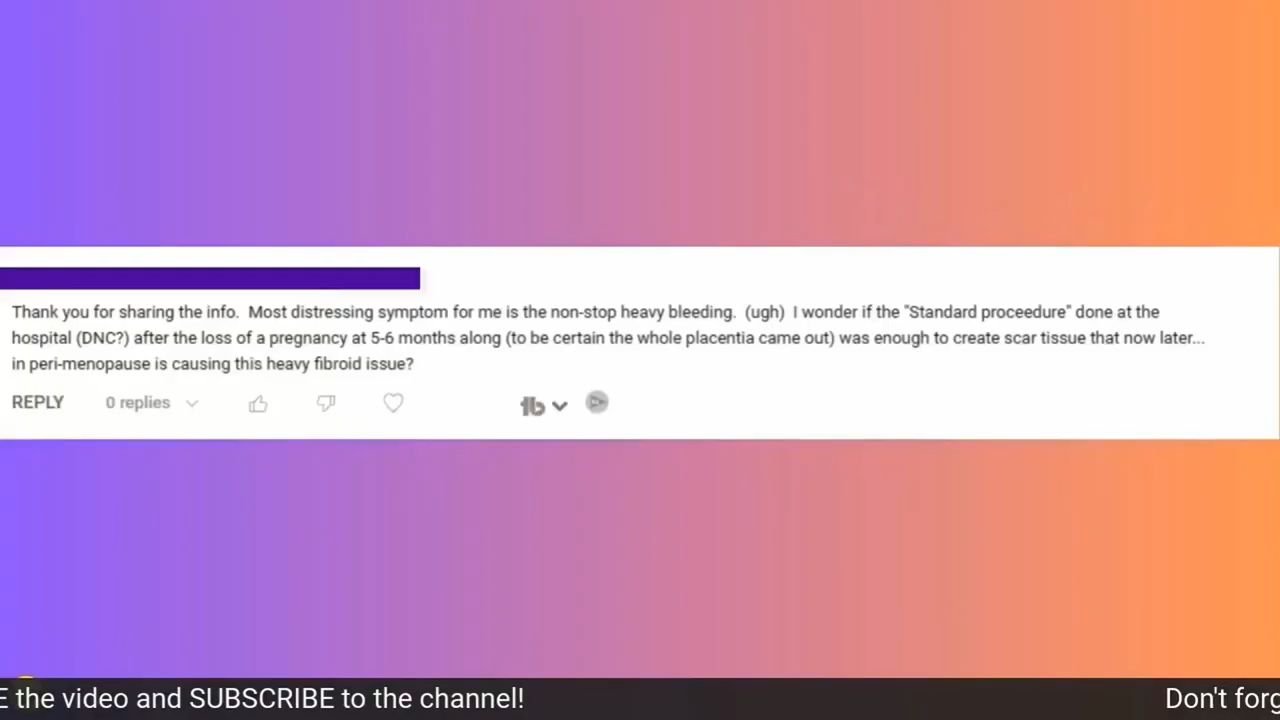 Thank you for sharing the info.  Most distressing symptom for me is the non-stop heavy bleeding.  (ugh)  I wonder if the "Standard proceedure" done at the
hospital (DNC?) after the loss of a pregnancy at 5-6 months along (to be certain the whole placentia came out) was enough to create scar tissue that now later...
in peri-menopause is causing this heavy fibroid issue?
REPLY 0 replies
tb
E the video and SUBSCRIBE to the channel! Don't forg